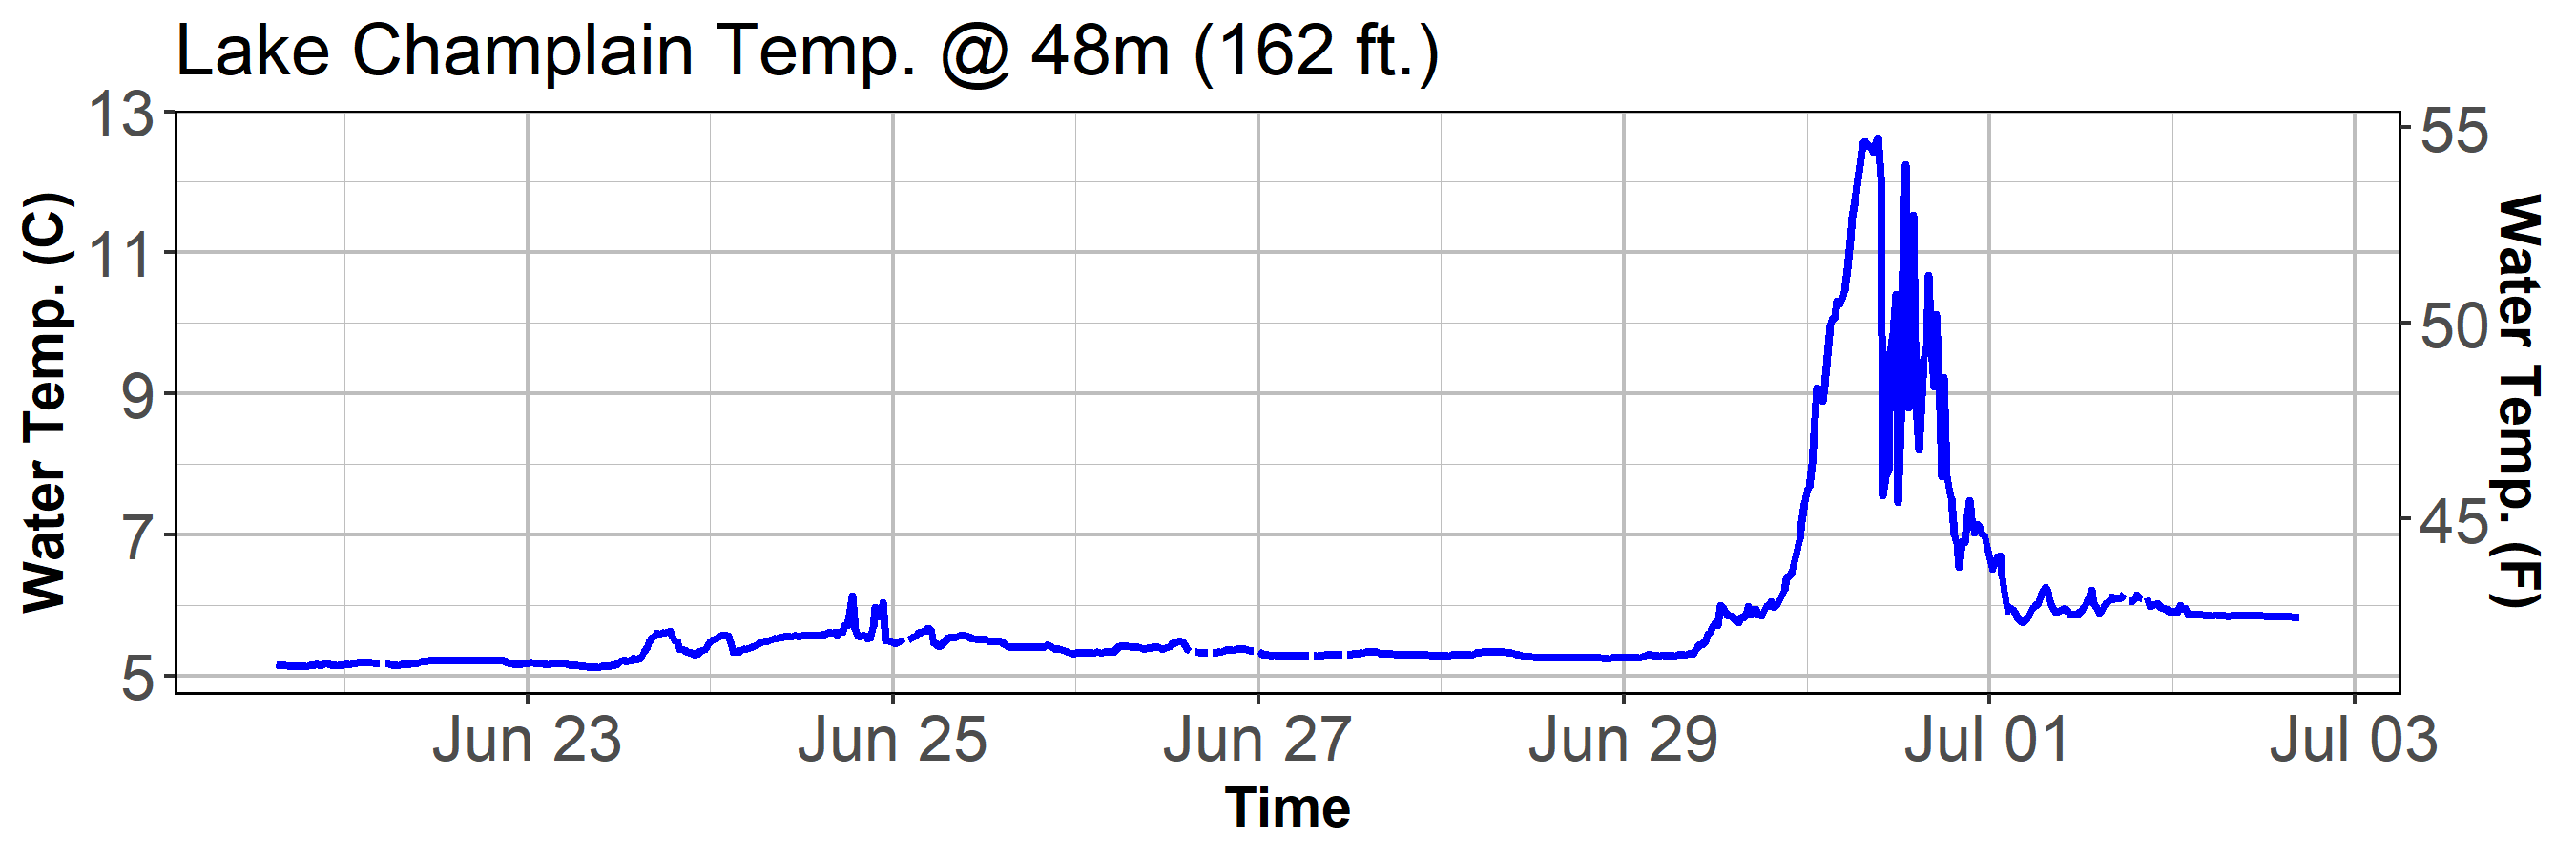 Lake Champlain Temp. @ 48m (162 ft.)
Water Temp. (C)
13
11
9
7
5
55
50
45
Water Temp. (F)
Jun 23 Jun 25 Jun 27 Jun 29 Jul 01 Jul 03
Time